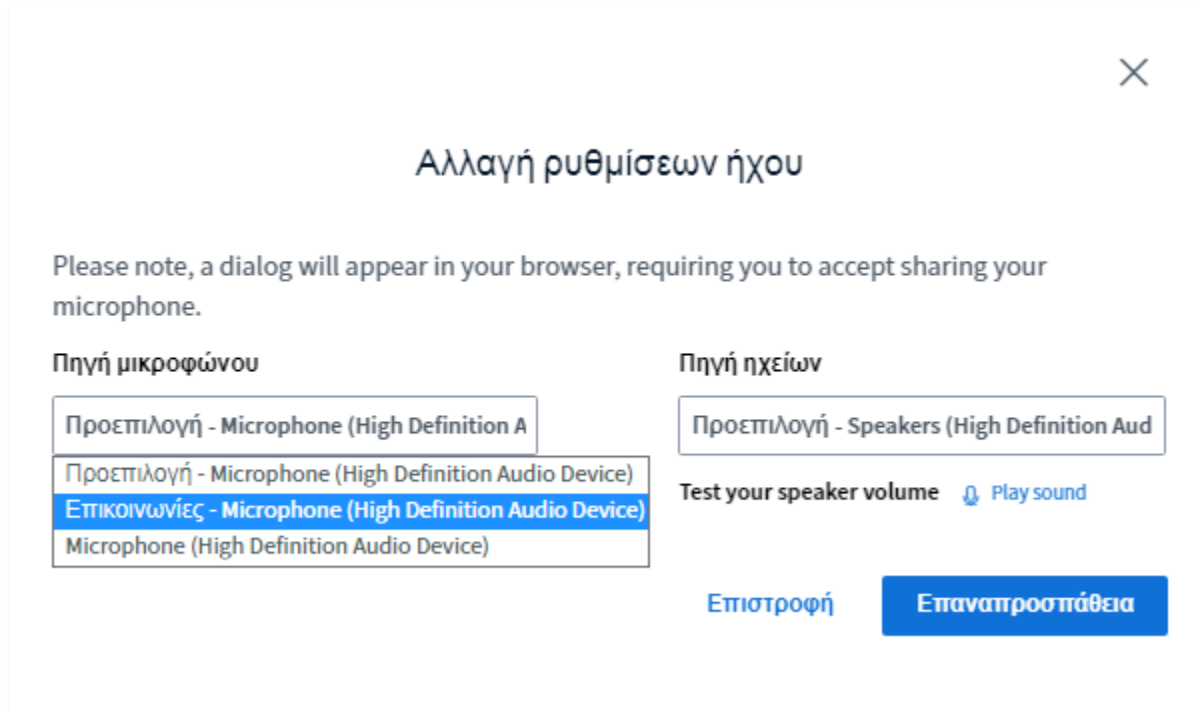 Αλλαγή ρυθμίσεων ήχου
Please note, a dialog will appear in your browser, requiring you to accept sharing your
microphone.
Πηγή μικροφώνου
Πηγή ηχείων
Προεπιλογή - Microphone (High Definition A
Προεπιλογή - Speakers (High Definition Aud
Προεπιλογή - Microphone (High Definition Audio Device)
Επικοινωνίες - Microphone (High Definition Audio Device)
Microphone (High Definition Audio Device)
Test your speaker volume Play sound
Επιστροφή
Επαναπροσπάθεια